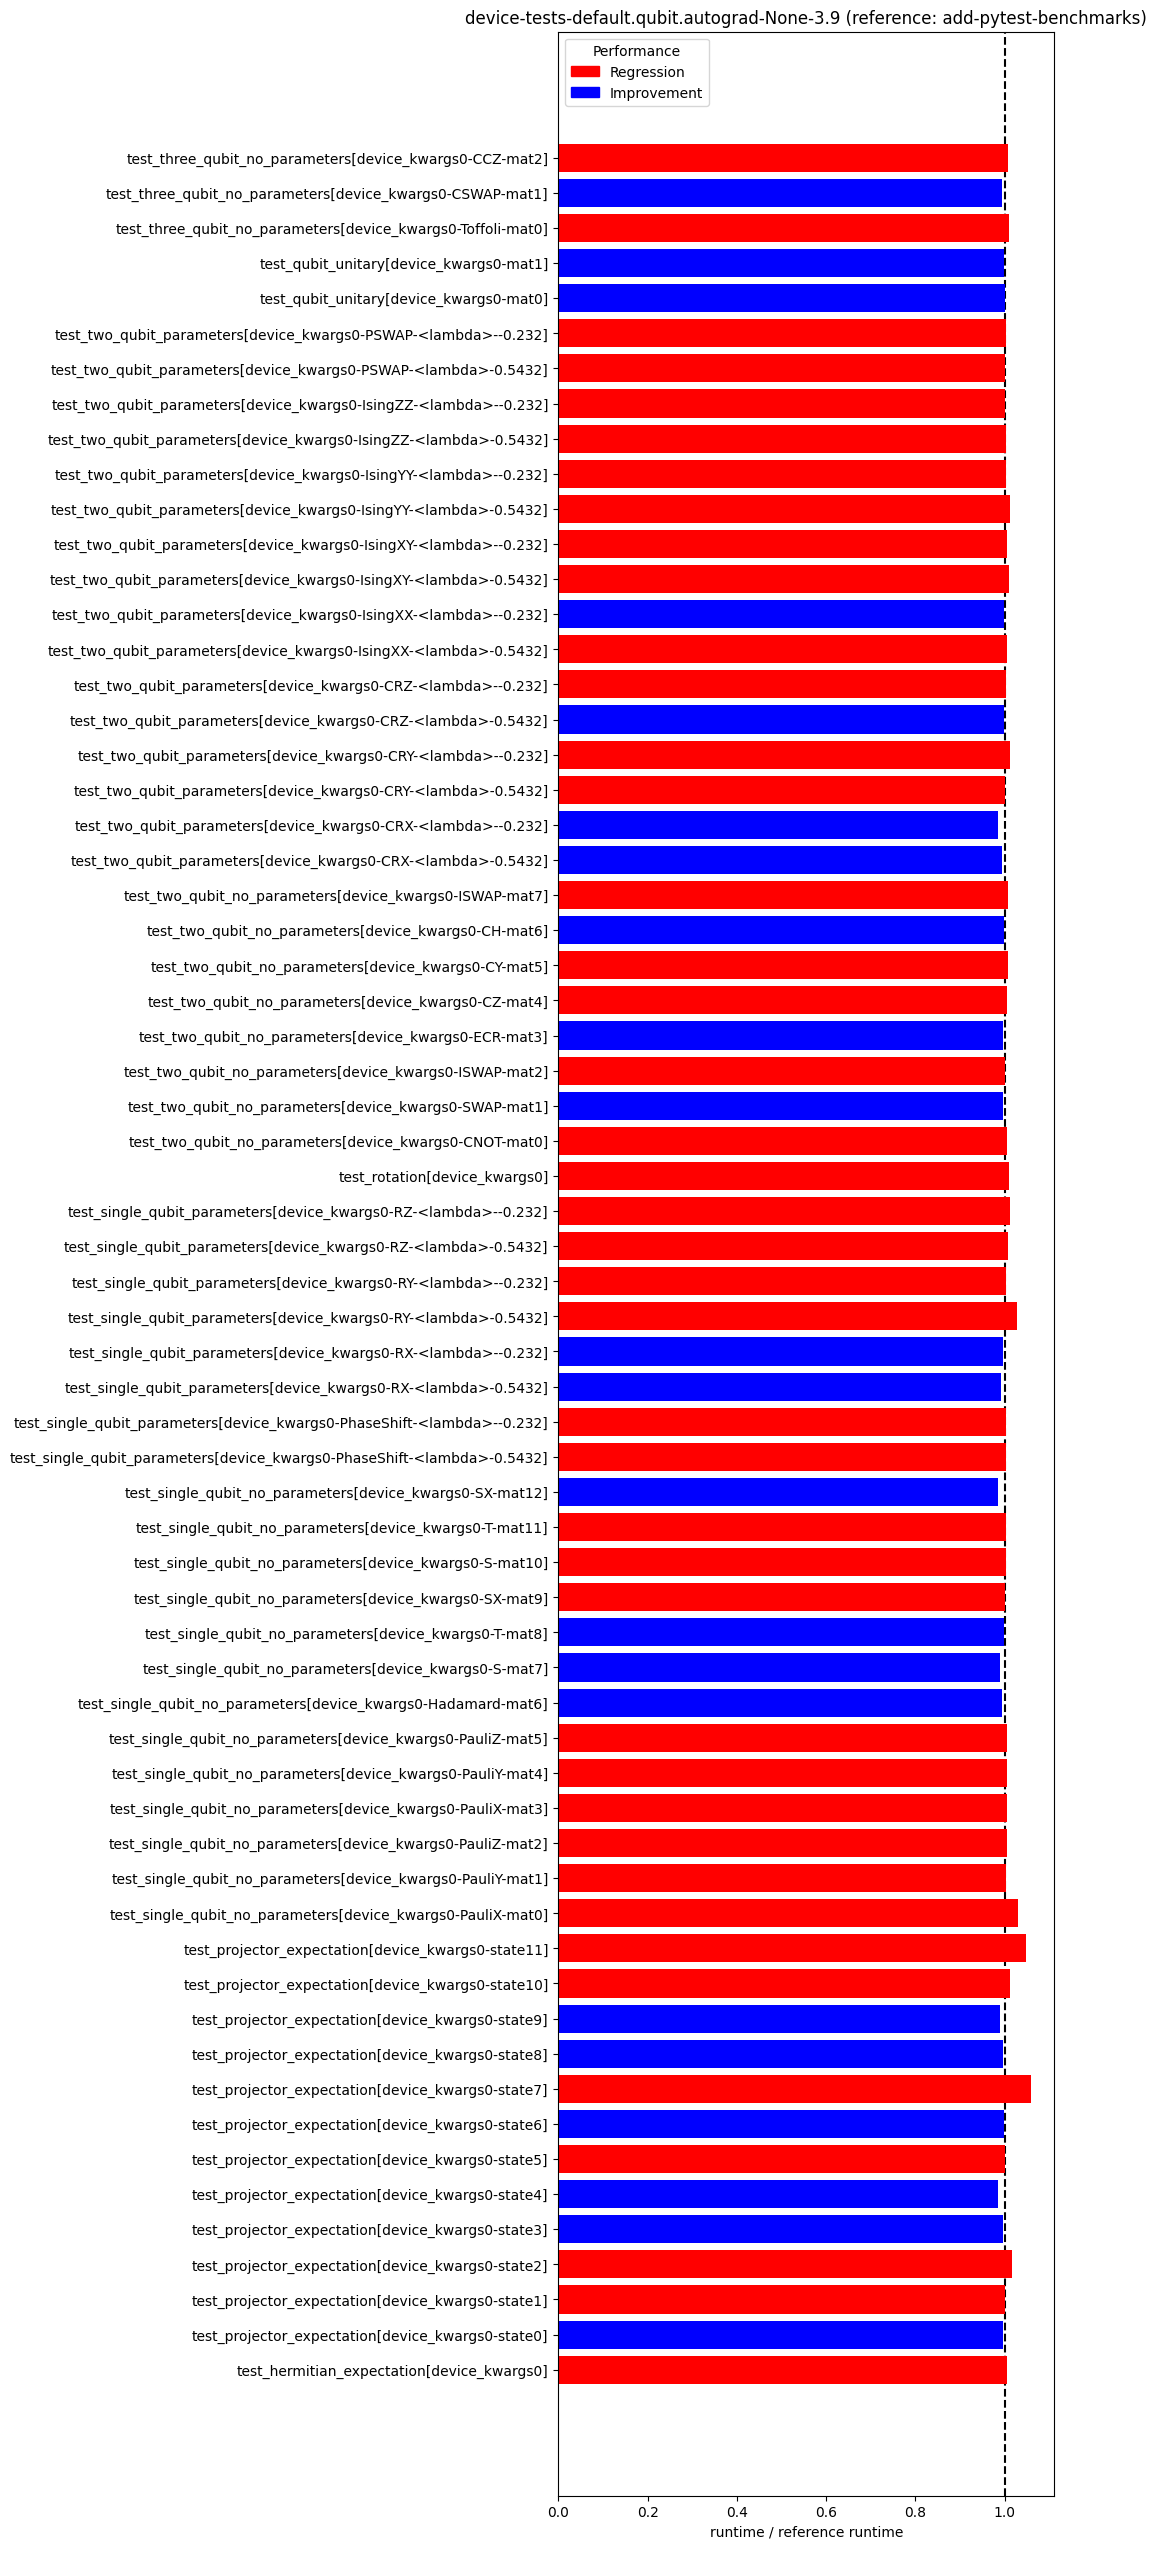 device-tests-default.qubit.autograd-None-3.9 (reference: add-pytest-benchmarks)
Performance
Regression
Improvement
test_three_qubit_no_parameters[device_kwargs0-CCZ-mat2]
test_three_qubit_no_parameters[device_kwargs0-CSWAP-mat1]
test_three_qubit_no_parameters[device_kwargs0-Toffoli-mat0]
test_qubit_unitary[device_kwargs0-mat1]
test_qubit_unitary[device_kwargs0-mat0]
test_two_qubit_parameters[device_kwargs0-PSWAP-<lambda>--0.232]
test_two_qubit_parameters[device_kwargs0-PSWAP-<lambda>-0.5432]
test_two_qubit_parameters[device_kwargs0-IsingZZ-<lambda>--0.232]
test_two_qubit_parameters[device_kwargs0-IsingZZ-<lambda>-0.5432]
test_two_qubit_parameters[device_kwargs0-IsingYY-<lambda>--0.232]
test_two_qubit_parameters[device_kwargs0-IsingYY-<lambda>-0.5432]
test_two_qubit_parameters[device_kwargs0-IsingXY-<lambda>--0.232]
test_two_qubit_parameters[device_kwargs0-IsingXY-<lambda>-0.5432]
test_two_qubit_parameters[device_kwargs0-IsingXX-<lambda>--0.232]
test_two_qubit_parameters[device_kwargs0-IsingXX-<lambda>-0.5432]
test_two_qubit_parameters[device_kwargs0-CRZ-<lambda>--0.232]
test_two_qubit_parameters[device_kwargs0-CRZ-<lambda>-0.5432]
test_two_qubit_parameters[device_kwargs0-CRY-<lambda>--0.232]
test_two_qubit_parameters[device_kwargs0-CRY-<lambda>-0.5432]
test_two_qubit_parameters[device_kwargs0-CRX-<lambda>--0.232]
test_two_qubit_parameters[device_kwargs0-CRX-<lambda>-0.5432]
test_two_qubit_no_parameters[device_kwargs0-ISWAP-mat7]
test_two_qubit_no_parameters[device_kwargs0-CH-mat6]
test_two_qubit_no_parameters[device_kwargs0-CY-mat5]
test_two_qubit_no_parameters[device_kwargs0-CZ-mat4]
test_two_qubit_no_parameters[device_kwargs0-ECR-mat3]
test_two_qubit_no_parameters[device_kwargs0-ISWAP-mat2]
test_two_qubit_no_parameters[device_kwargs0-SWAP-mat1]
test_two_qubit_no_parameters[device_kwargs0-CNOT-mat0]
test_rotation[device_kwargs0]
test_single_qubit_parameters[device_kwargs0-RZ-<lambda>--0.232]
test_single_qubit_parameters[device_kwargs0-RZ-<lambda>-0.5432]
test_single_qubit_parameters[device_kwargs0-RY-<lambda>--0.232]
test_single_qubit_parameters[device_kwargs0-RY-<lambda>-0.5432]
test_single_qubit_parameters[device_kwargs0-RX-<lambda>--0.232]
test_single_qubit_parameters[device_kwargs0-RX-<lambda>-0.5432]
test_single_qubit_parameters[device_kwargs0-PhaseShift-<lambda>--0.232]
test_single_qubit_parameters[device_kwargs0-PhaseShift-<lambda>-0.5432]
test_single_qubit_no_parameters[device_kwargs0-SX-mat12]
test_single_qubit_no_parameters[device_kwargs0-T-mat11]
test_single_qubit_no_parameters[device_kwargs0-S-mat10]
test_single_qubit_no_parameters[device_kwargs0-SX-mat9]
test_single_qubit_no_parameters[device_kwargs0-T-mat8]
test_single_qubit_no_parameters[device_kwargs0-S-mat7]
test_single_qubit_no_parameters[device_kwargs0-Hadamard-mat6]
test_single_qubit_no_parameters[device_kwargs0-PauliZ-mat5]
test_single_qubit_no_parameters[device_kwargs0-PauliY-mat4]
test_single_qubit_no_parameters[device_kwargs0-PauliX-mat3]
test_single_qubit_no_parameters[device_kwargs0-PauliZ-mat2]
test_single_qubit_no_parameters[device_kwargs0-PauliY-mat1]
test_single_qubit_no_parameters[device_kwargs0-PauliX-mat0]
test_projector_expectation[device_kwargs0-state11]
test_projector_expectation[device_kwargs0-state10]
test_projector_expectation[device_kwargs0-state9]
test_projector_expectation[device_kwargs0-state8]
test_projector_expectation[device_kwargs0-state7]
test_projector_expectation[device_kwargs0-state6]
test_projector_expectation[device_kwargs0-state5]
test_projector_expectation[device_kwargs0-state4]
test_projector_expectation[device_kwargs0-state3]
test_projector_expectation[device_kwargs0-state2]
test_projector_expectation[device_kwargs0-state1]
test_projector_expectation[device_kwargs0-state0]
test_hermitian_expectation[device_kwargs0]
0.0 0.2 0.4 0.6 0.8 1.0
runtime / reference runtime